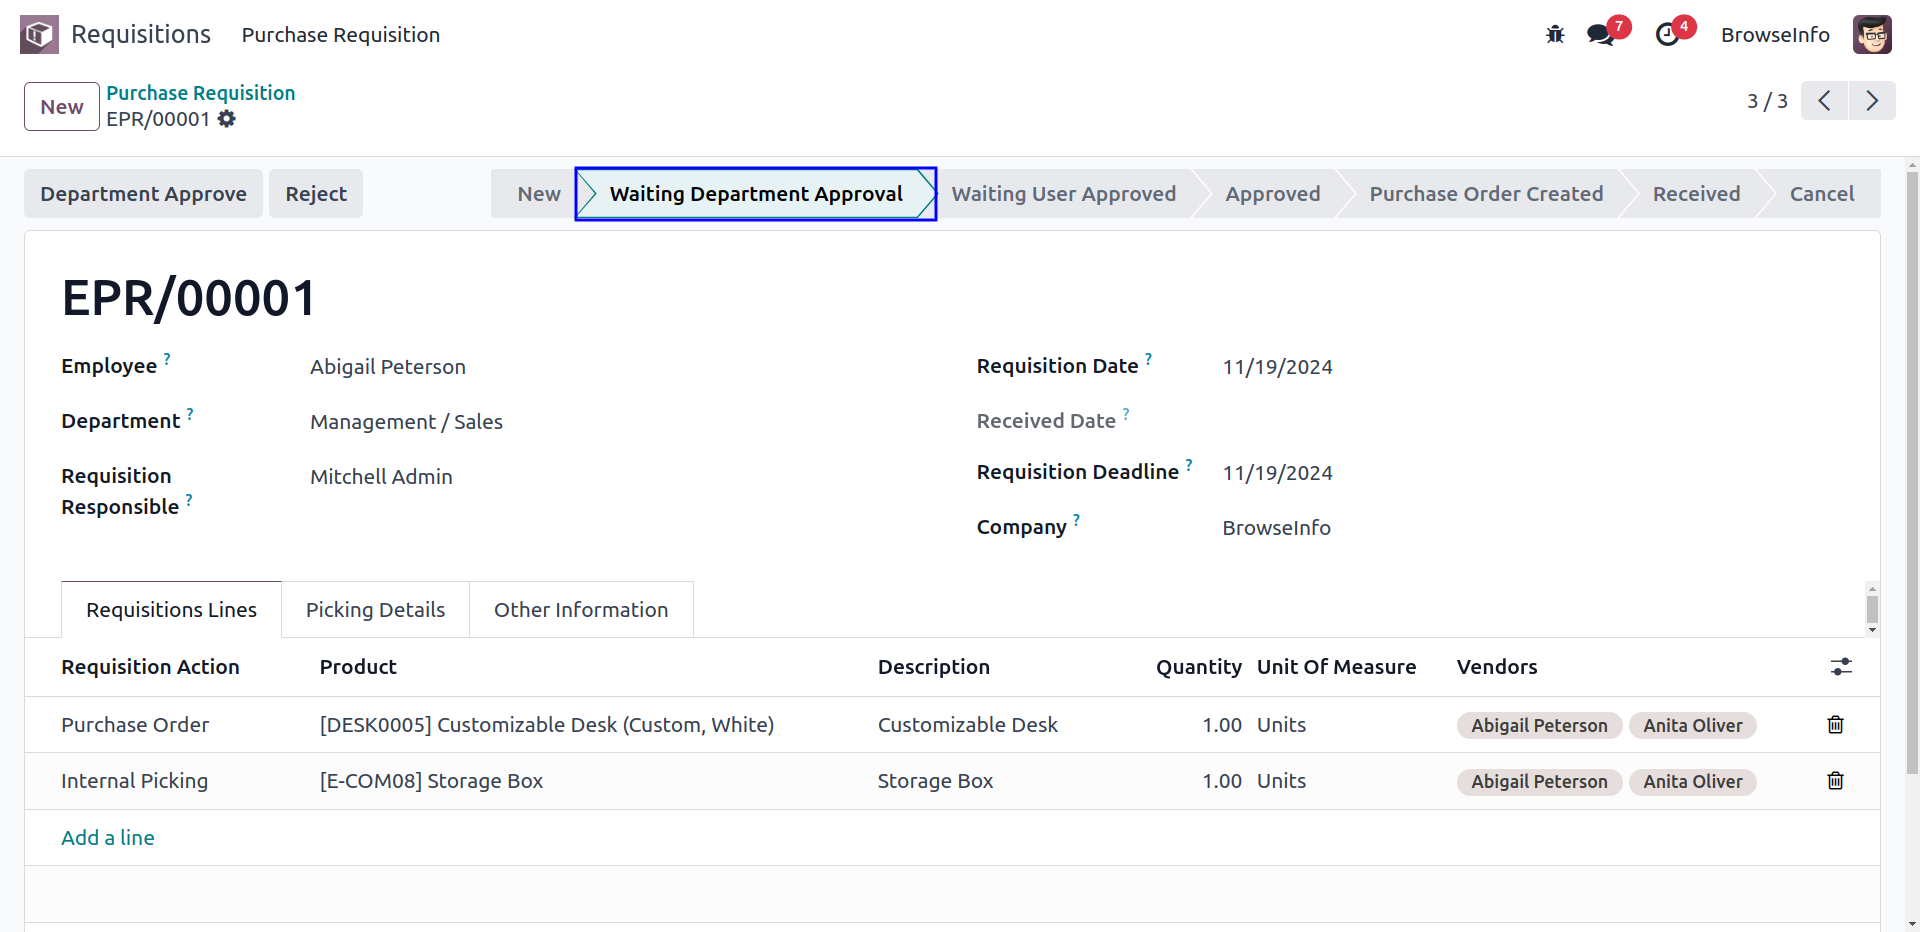 Requisitions Purchase Requisition 7 4 BrowseInfo
New Purchase Requisition
EPR/00001 3 / 3
Department Approve Reject New Waiting Department Approval Waiting User Approved Approved Purchase Order Created Received Cancel
EPR/00001
Employee ? Abigail Peterson Requisition Date ? 11/19/2024
Department ? Management / Sales Received Date ?
Requisition Responsible ? Mitchell Admin Requisition Deadline ? 11/19/2024
Company ? BrowseInfo
Requisitions Lines Picking Details Other Information
Requisition Action Product Description Quantity Unit Of Measure Vendors
Purchase Order [DESK0005] Customizable Desk (Custom, White) Customizable Desk 1.00 Units Abigail Peterson Anita Oliver
Internal Picking [E-COM08] Storage Box Storage Box 1.00 Units Abigail Peterson Anita Oliver
Add a line